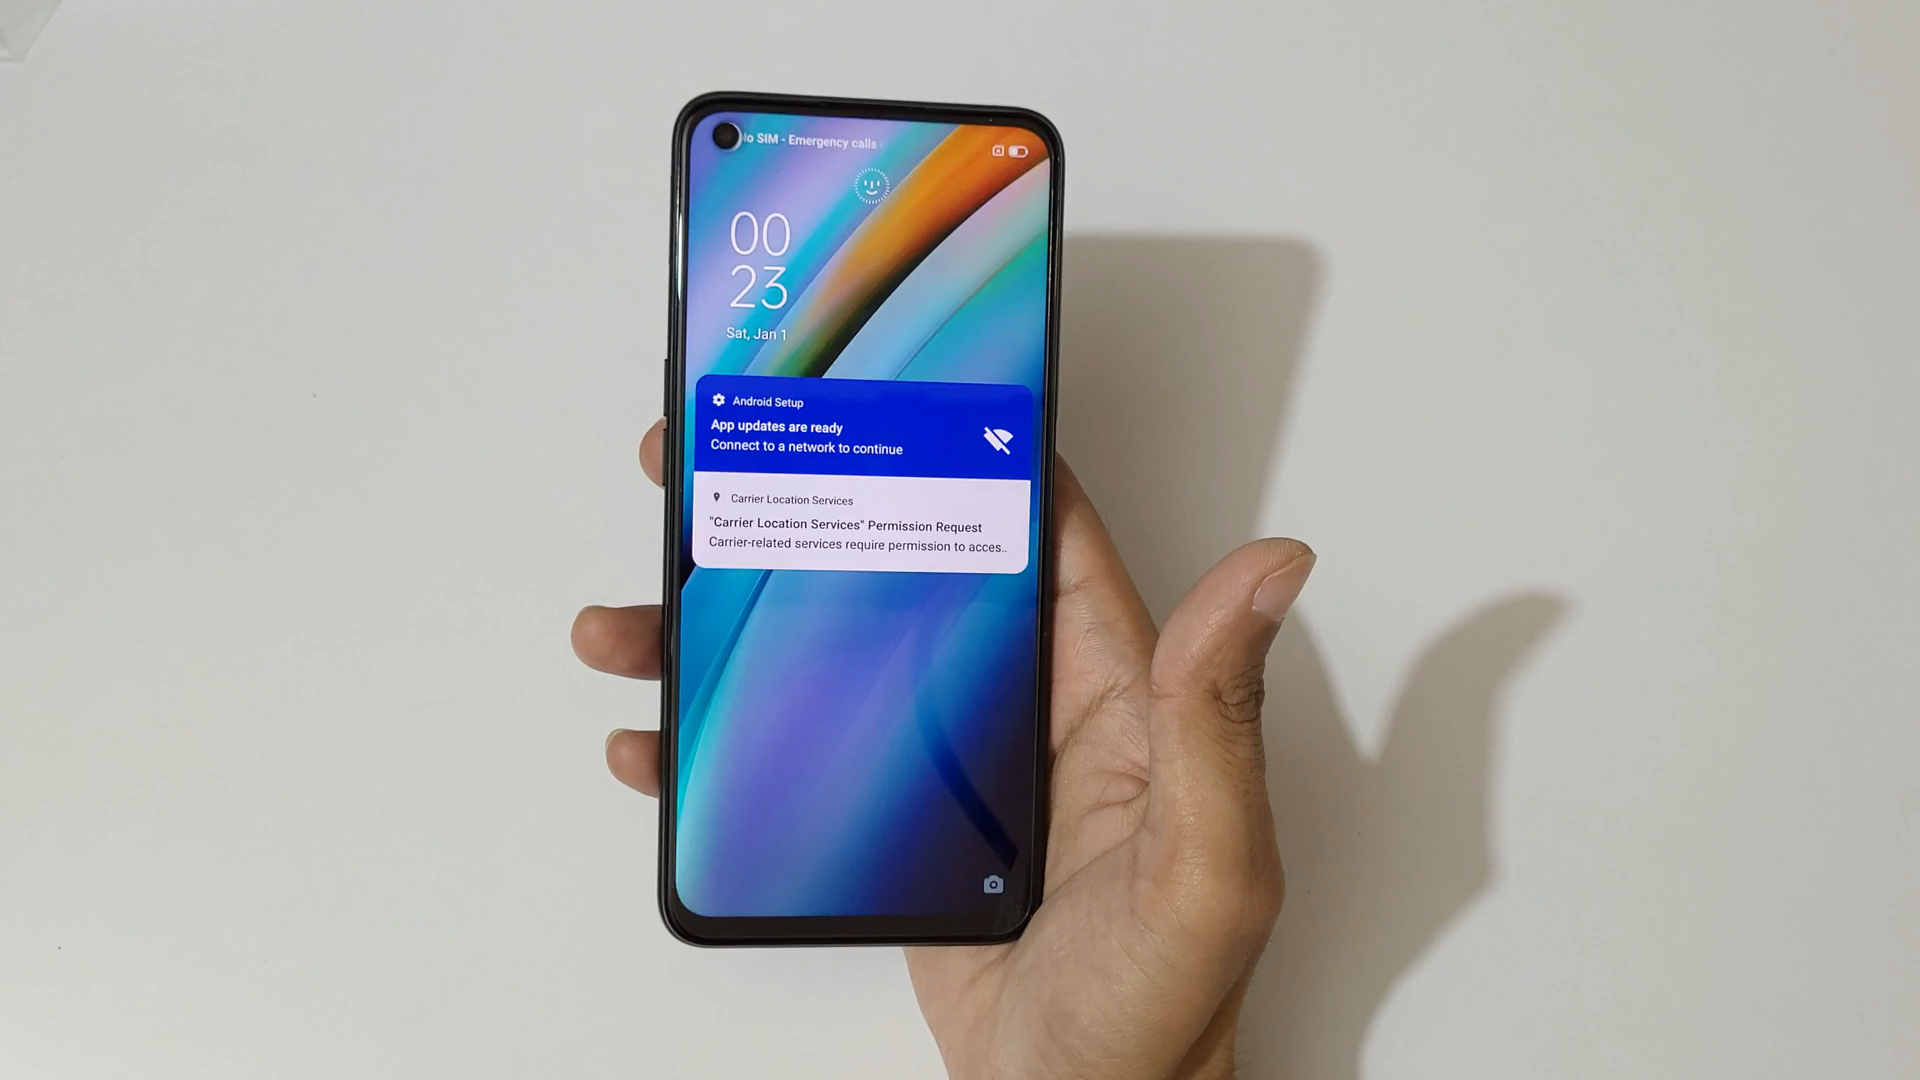 SIM - Emergency calls
00
23
Sat, Jan 1
Android Setup
App updates are ready
Connect to a network to continue
Carrier Location Services
"Carrier Location Services" Permission Request
Carrier-related services require permission to acces..